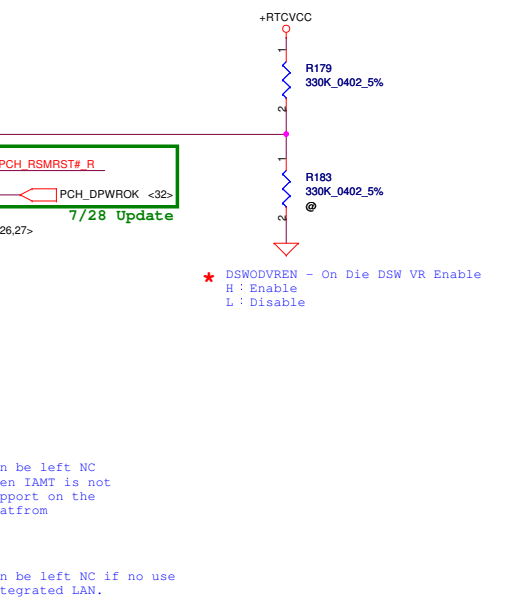 +RTCVCC
1
R179
330K_0402_5%
2
1
PCH_RSMRST#_R
R183
330K_0402_5%
@
PCH_DPWROK <32>
2
7/28 Update
26,27>
* DSWODVREN - On Die DSW VR Enable
H : Enable
L : Disable
n be left NC
en IAMT is not
pport on the
atfrom
n be left NC if no use
tegrated LAN.